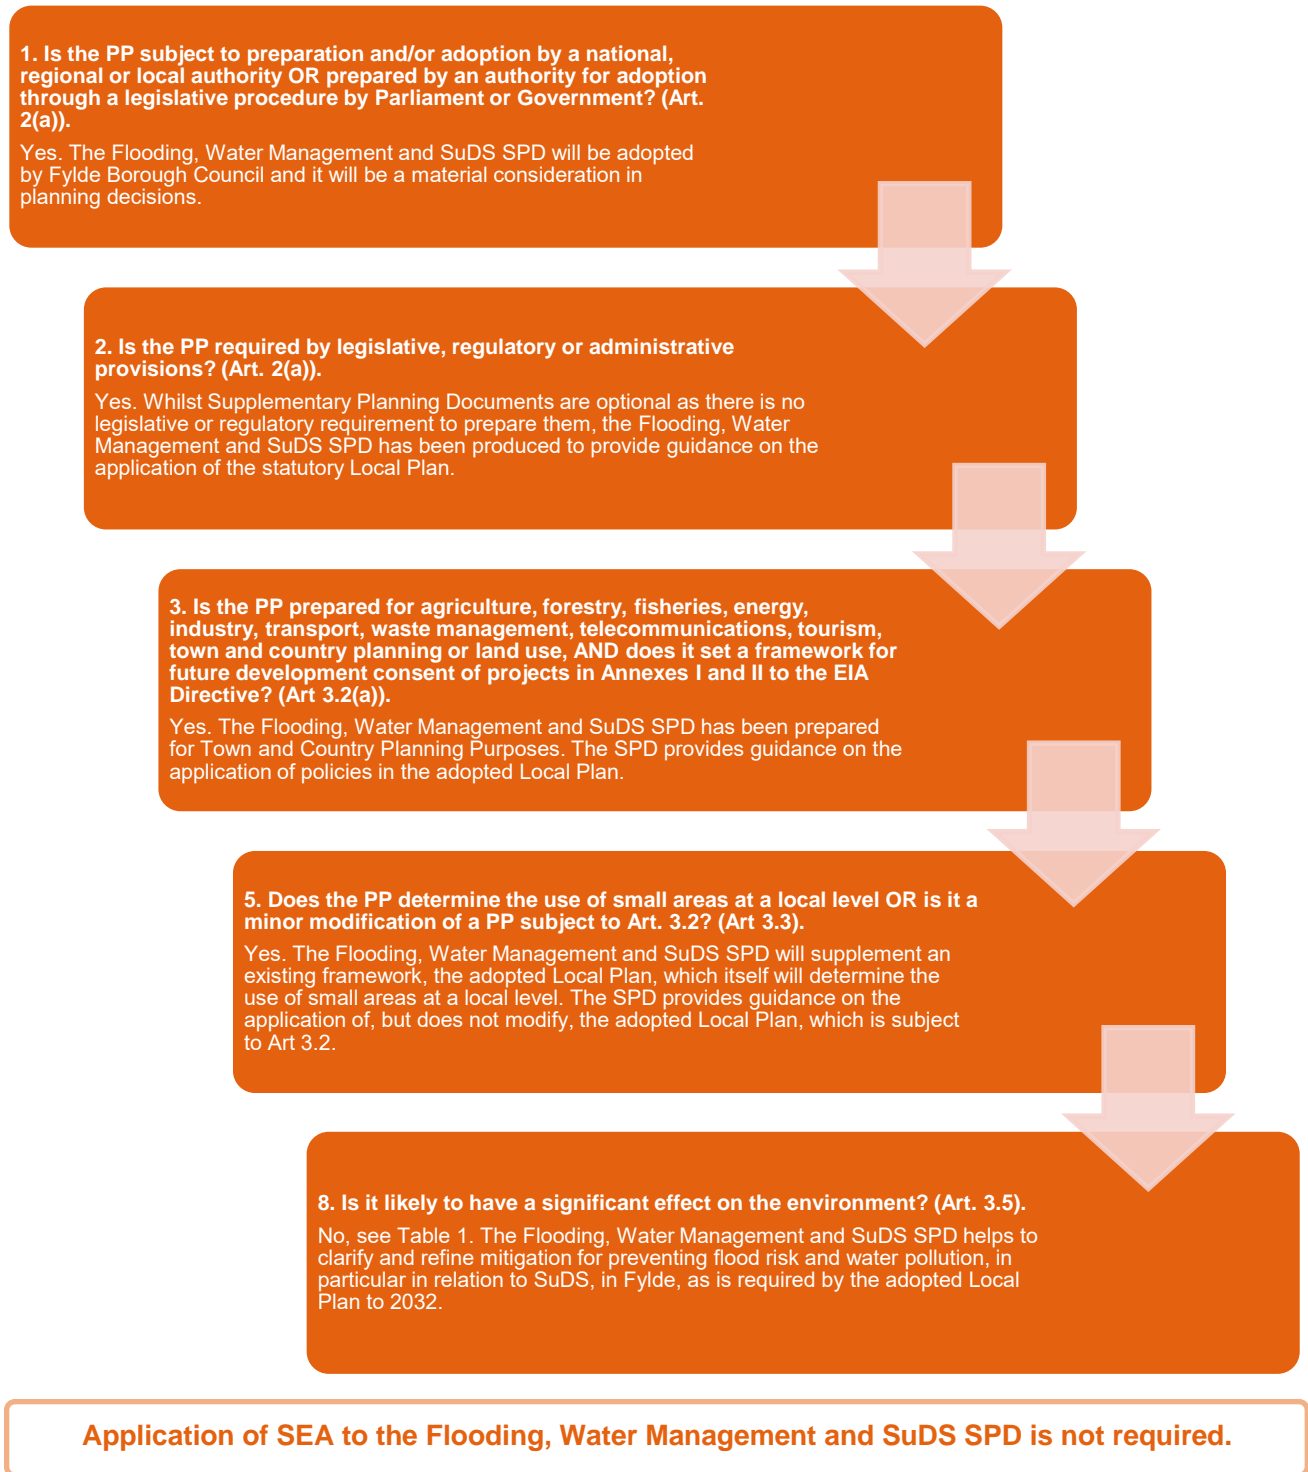 1. Is the PP subject to preparation and/or adoption by a national,
regional or local authority OR prepared by an authority for adoption
through a legislative procedure by Parliament or Government? (Art.
2(a)).
Yes. The Flooding, Water Management and SuDS SPD will be adopted
by Fylde Borough Council and it will be a material consideration in
planning decisions.
2. Is the PP required by legislative, regulatory or administrative
provisions? (Art. 2(a)).
Yes. Whilst Supplementary Planning Documents are optional as there is no
legislative or regulatory requirement to prepare them, the Flooding, Water
Management and SuDS SPD has been produced to provide guidance on the
application of the statutory Local Plan.
3. Is the PP prepared for agriculture, forestry, fisheries, energy,
industry, transport, waste management, telecommunications, tourism,
town and country planning or land use, AND does it set a framework for
future development consent of projects in Annexes I and II to the EIA
Directive? (Art 3.2(a)).
Yes. The Flooding, Water Management and SuDS SPD has been prepared
for Town and Country Planning Purposes. The SPD provides guidance on the
application of policies in the adopted Local Plan.
5. Does the PP determine the use of small areas at a local level OR is it a
minor modification of a PP subject to Art. 3.2? (Art 3.3).
Yes. The Flooding, Water Management and SuDS SPD will supplement an
existing framework, the adopted Local Plan, which itself will determine the
use of small areas at a local level. The SPD provides guidance on the
application of, but does not modify, the adopted Local Plan, which is subject
to Art 3.2.
8. Is it likely to have a significant effect on the environment? (Art. 3.5).
No, see Table 1. The Flooding, Water Management and SuDS SPD helps to
clarify and refine mitigation for preventing flood risk and water pollution, in
particular in relation to SuDS, in Fylde, as is required by the adopted Local
Plan to 2032.
Application of SEA to the Flooding, Water Management and SuDS SPD is not required.